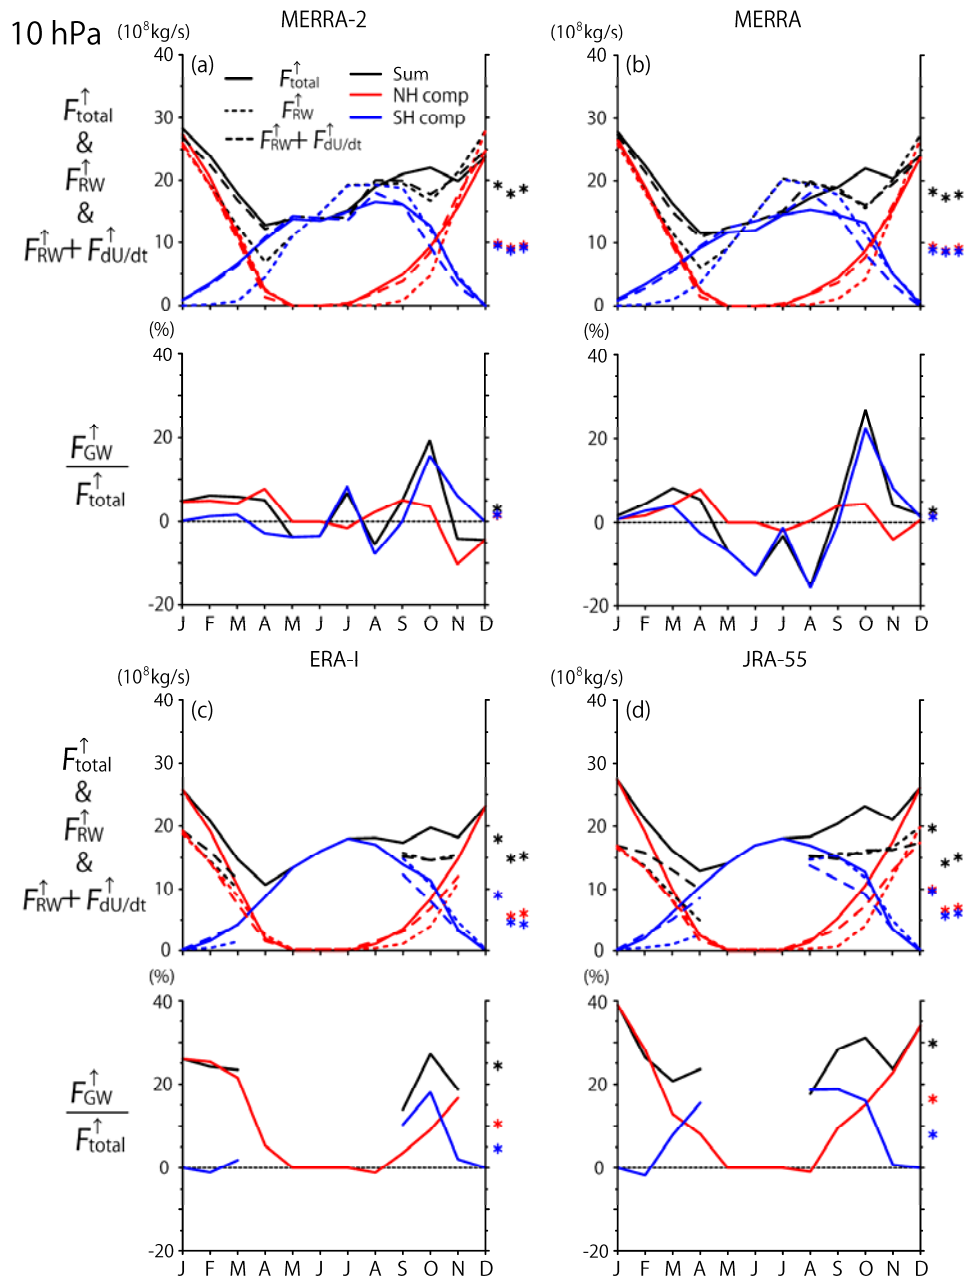 10 hPa
MERRA-2
MERRA
(10⁸kg/s)
(10⁸kg/s)
(a)
(b)
F↑total
F↑RW
F↑RW + F↑dU/dt
Sum
NH comp
SH comp
F↑total
&
F↑RW
&
F↑RW + F↑dU/dt
40
30
20
10
0
J F M A M J J A S O N D
40
30
20
10
0
J F M A M J J A S O N D
(%)
(%)
F↑GW
F↑total
40
20
0
-20
J F M A M J J A S O N D
40
20
0
-20
J F M A M J J A S O N D
ERA-I
JRA-55
(10⁸kg/s)
(10⁸kg/s)
(c)
(d)
F↑total
&
F↑RW
&
F↑RW + F↑dU/dt
40
30
20
10
0
J F M A M J J A S O N D
40
30
20
10
0
J F M A M J J A S O N D
(%)
(%)
F↑GW
F↑total
40
20
0
-20
J F M A M J J A S O N D
40
20
0
-20
J F M A M J J A S O N D